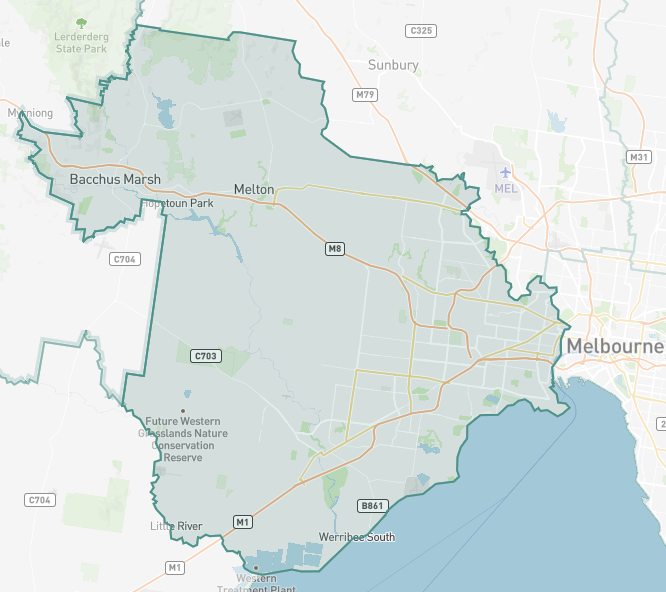 C325
Lerderderg
State Park
Sunbury
M79
Myrniong
M31
MEL
Bacchus Marsh
Melton
Hopetoun Park
M8
C704
Melbourne
C703
Future Western
Grasslands Nature
Conservation
Reserve
C704
B861
M1
Little River
Werribee South
M1
Western
Treatment Plant